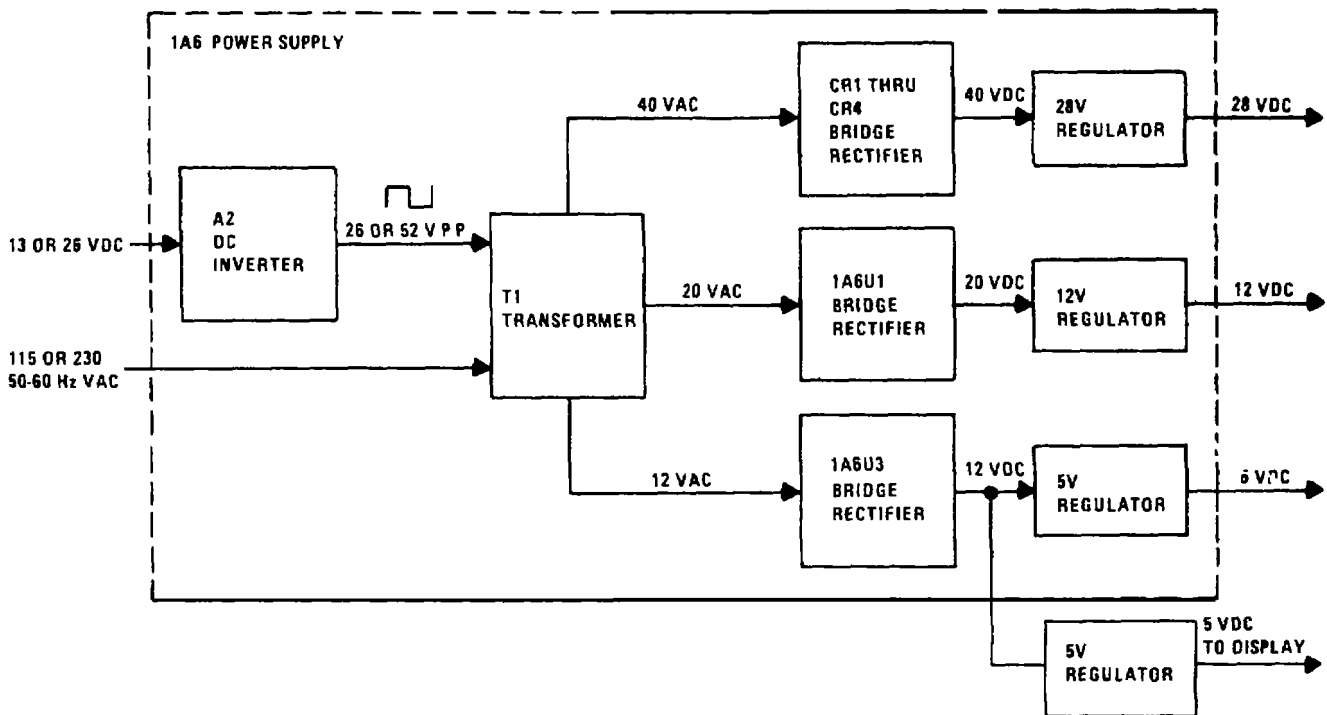 1A6 POWER SUPPLY
CR1 THRU
CR4
BRIDGE
RECTIFIER
40 VAC
40 VDC
28V
REGULATOR
28 VDC
A2
DC
INVERTER
13 OR 26 VDC
26 OR 52 V P P
T1
TRANSFORMER
20 VAC
1A6U1
BRIDGE
RECTIFIER
20 VDC
12V
REGULATOR
12 VDC
115 OR 230
50-60 Hz VAC
12 VAC
1A6U3
BRIDGE
RECTIFIER
12 VDC
5V
REGULATOR
5V
REGULATOR
5 VDC
TO DISPLAY